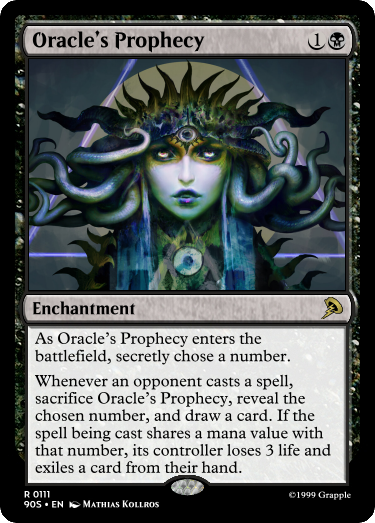 Oracle's Prophecy 1
Enchantment
As Oracle's Prophecy enters the
battlefield, secretly chose a number.
Whenever an opponent casts a spell,
sacrifice Oracle's Prophecy, reveal the
chosen number, and draw a card. If the
spell being cast shares a mana value with
that number, its controller loses 3 life and
exiles a card from their hand.
R 0111
90S • EN Mathias Kollros
©1999 Grapple